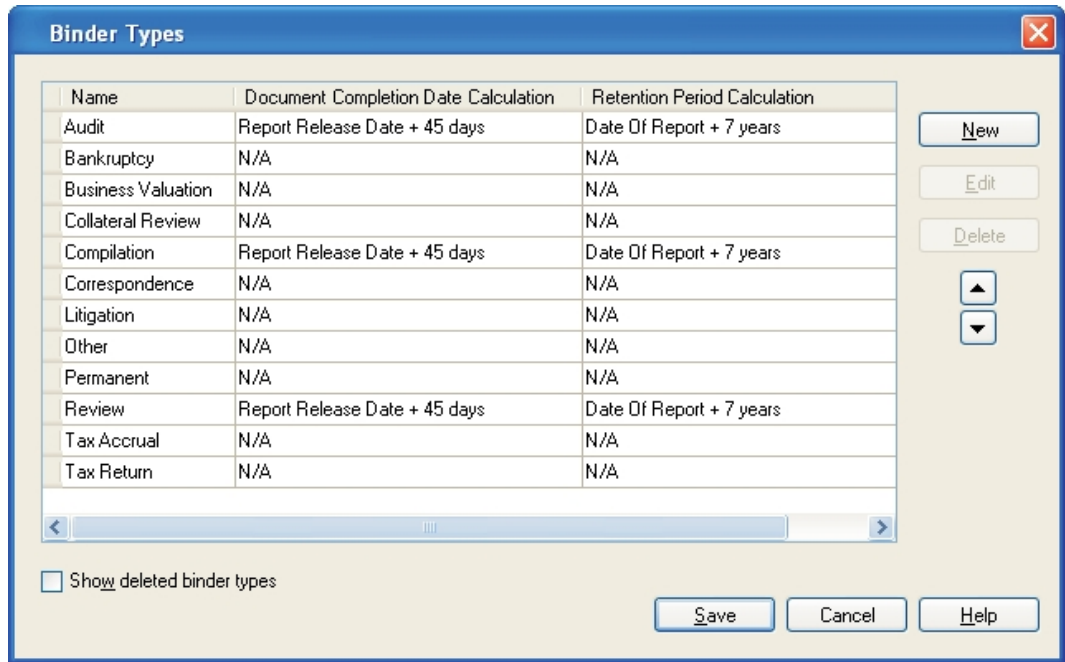 Binder Types
Name Document Completion Date Calculation Retention Period Calculation
Audit Report Release Date + 45 days Date Of Report + 7 years
Bankruptcy N/A N/A
Business Valuation N/A N/A
Collateral Review N/A N/A
Compilation Report Release Date + 45 days Date Of Report + 7 years
Correspondence N/A N/A
Litigation N/A N/A
Other N/A N/A
Permanent N/A N/A
Review Report Release Date + 45 days Date Of Report + 7 years
Tax Accrual N/A N/A
Tax Return N/A N/A
New
Edit
Delete
Show deleted binder types
Save Cancel Help